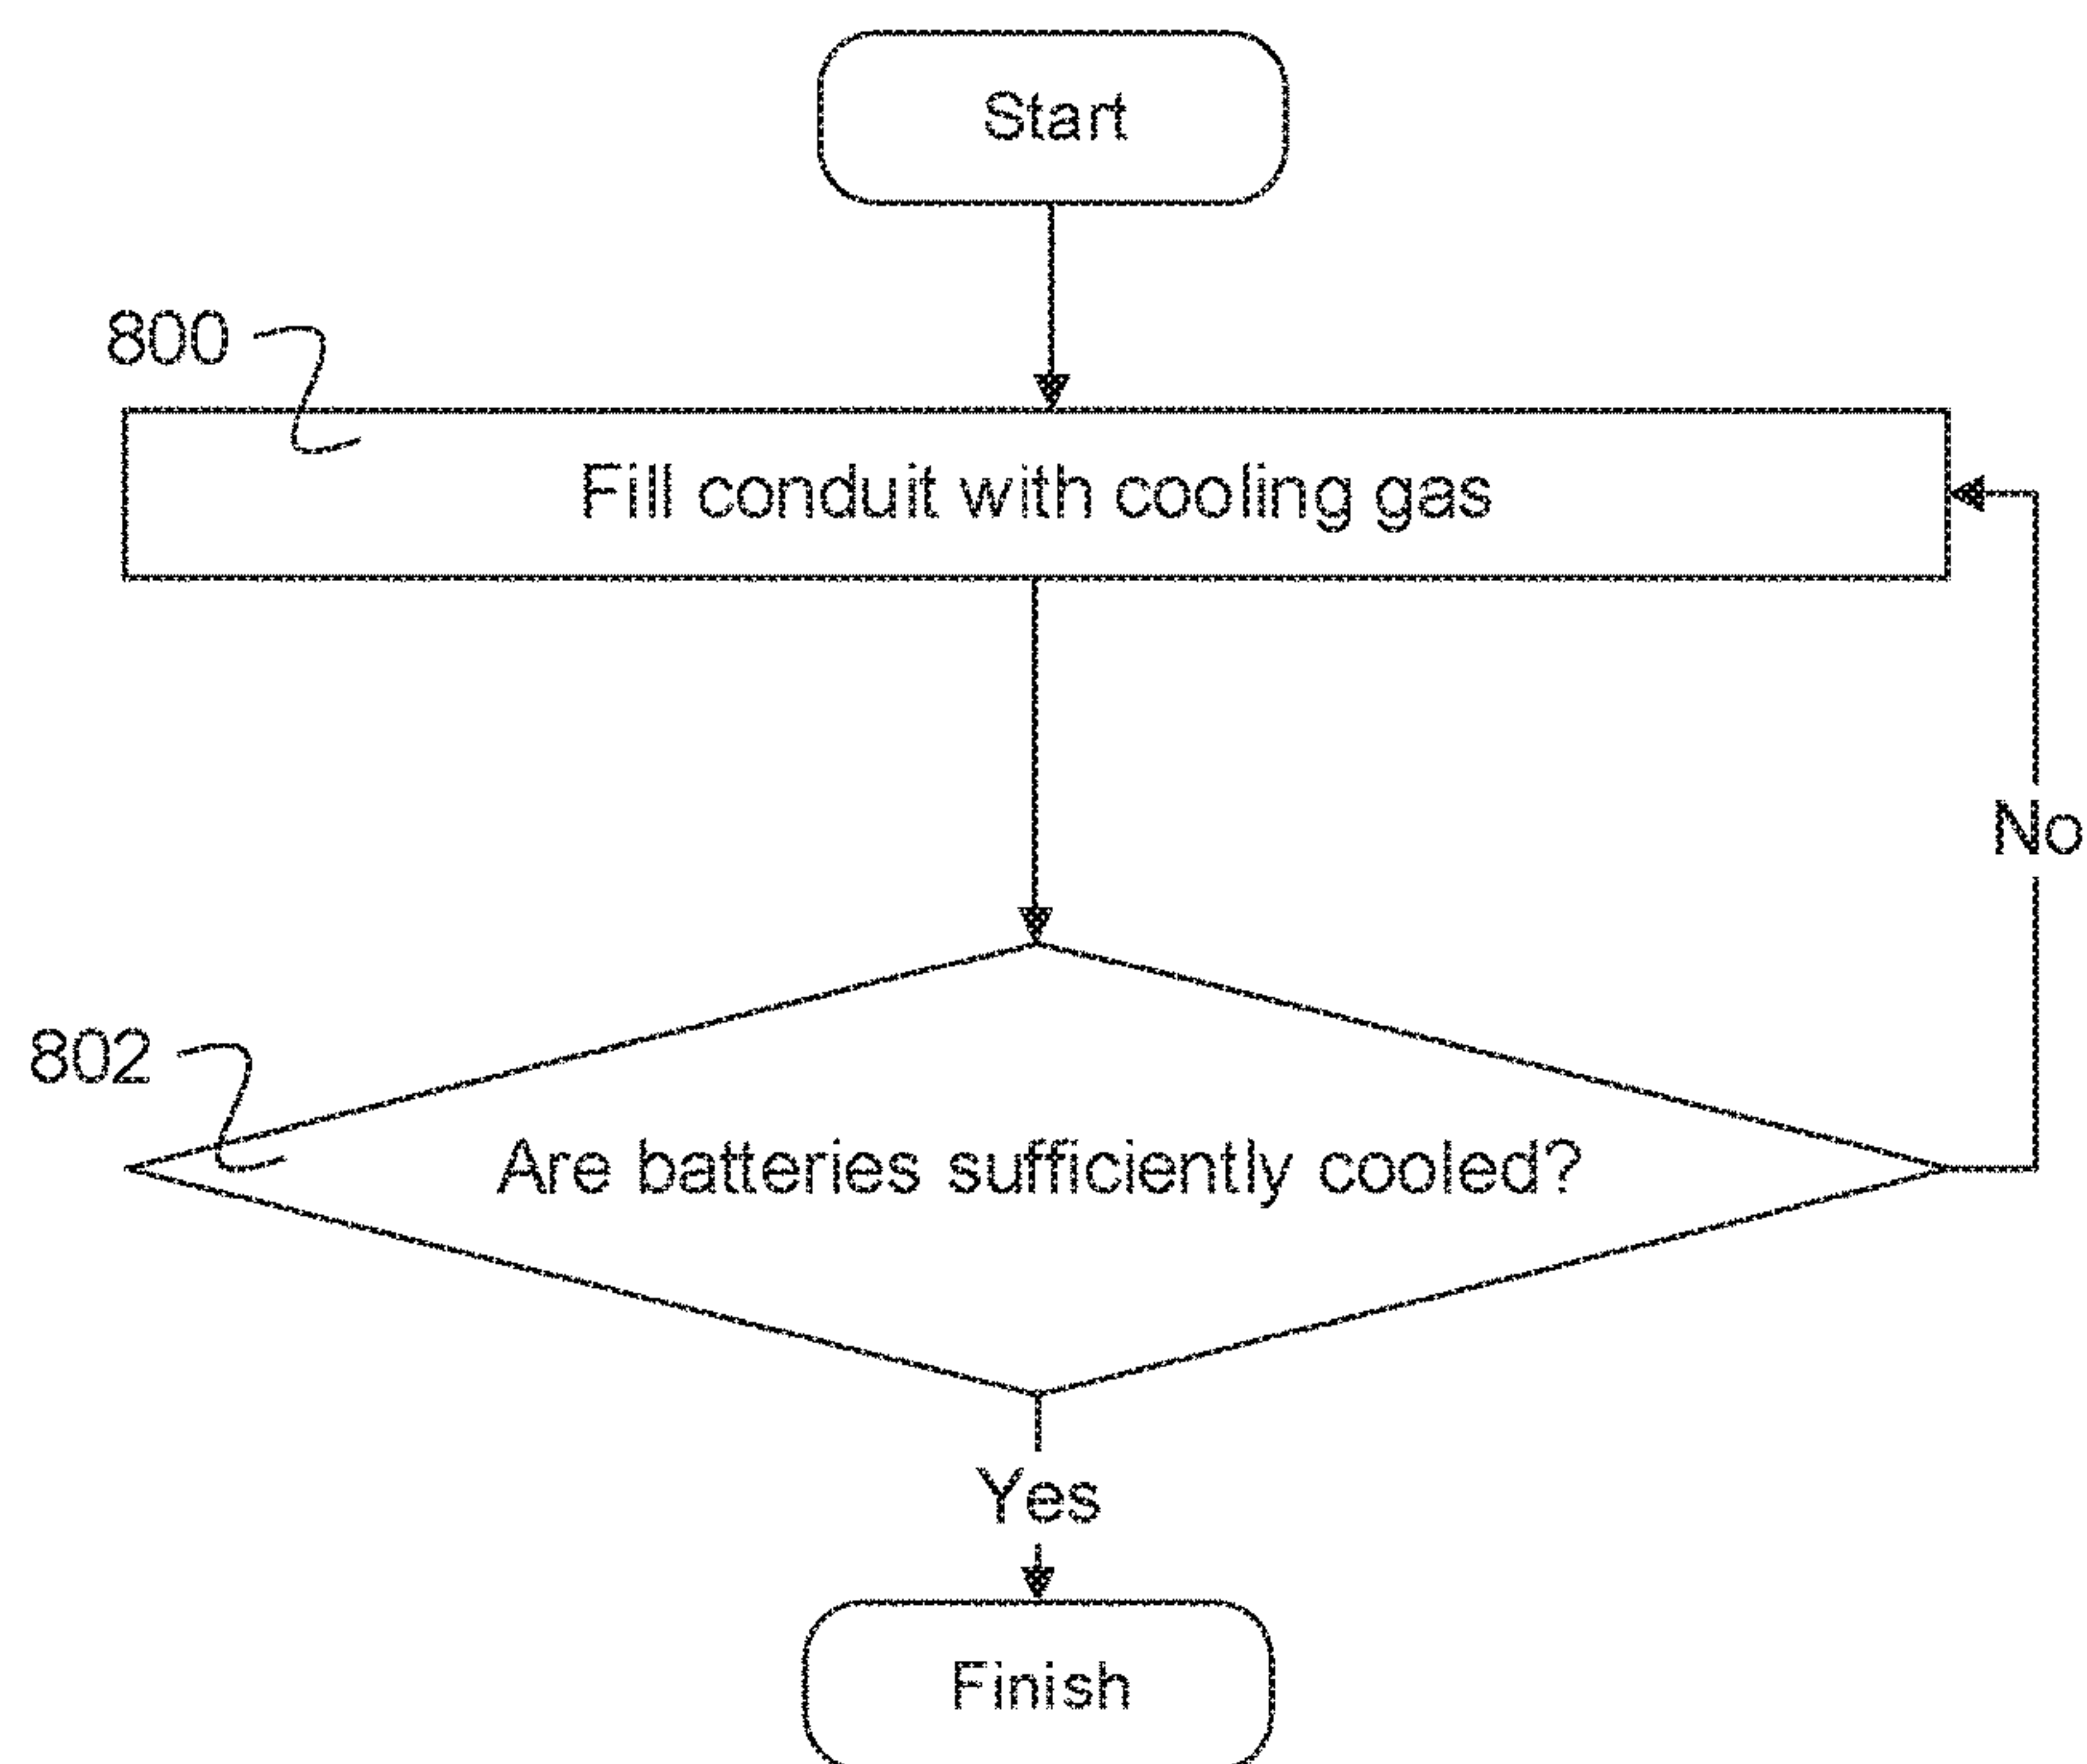 Start
800
Fill conduit with cooling gas
No
802
Are batteries sufficiently cooled?
Yes
Finish